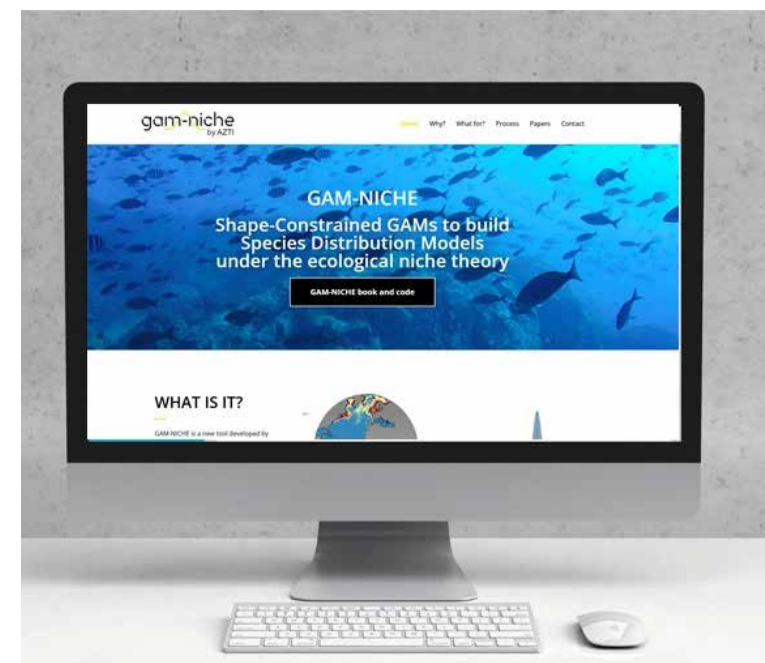 gam-niche
by AZTI
Home Why? What for? Process Papers Contact
GAM-NICHE
Shape-Constrained GAMs to build
Species Distribution Models
under the ecological niche theory
GAM-NICHE book and code
WHAT IS IT?
GAM-NICHE is a new tool developed by